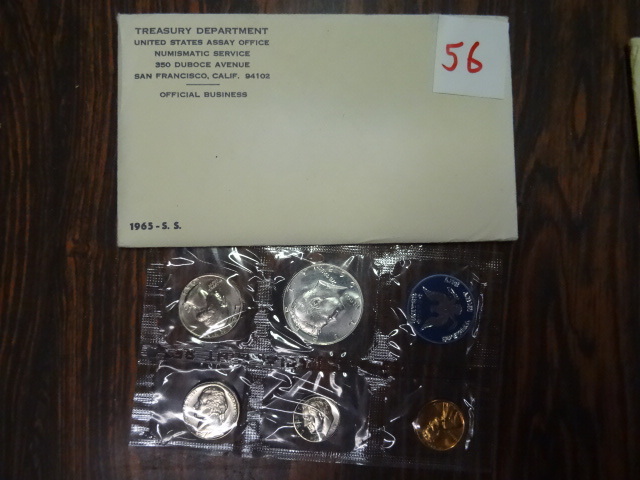 TREASURY DEPARTMENT
UNITED STATES ASSAY OFFICE
NUMISMATIC SERVICE
350 DUBOCE AVENUE
SAN FRANCISCO, CALIF. 94102
OFFICIAL BUSINESS
56
1965 - S. S.